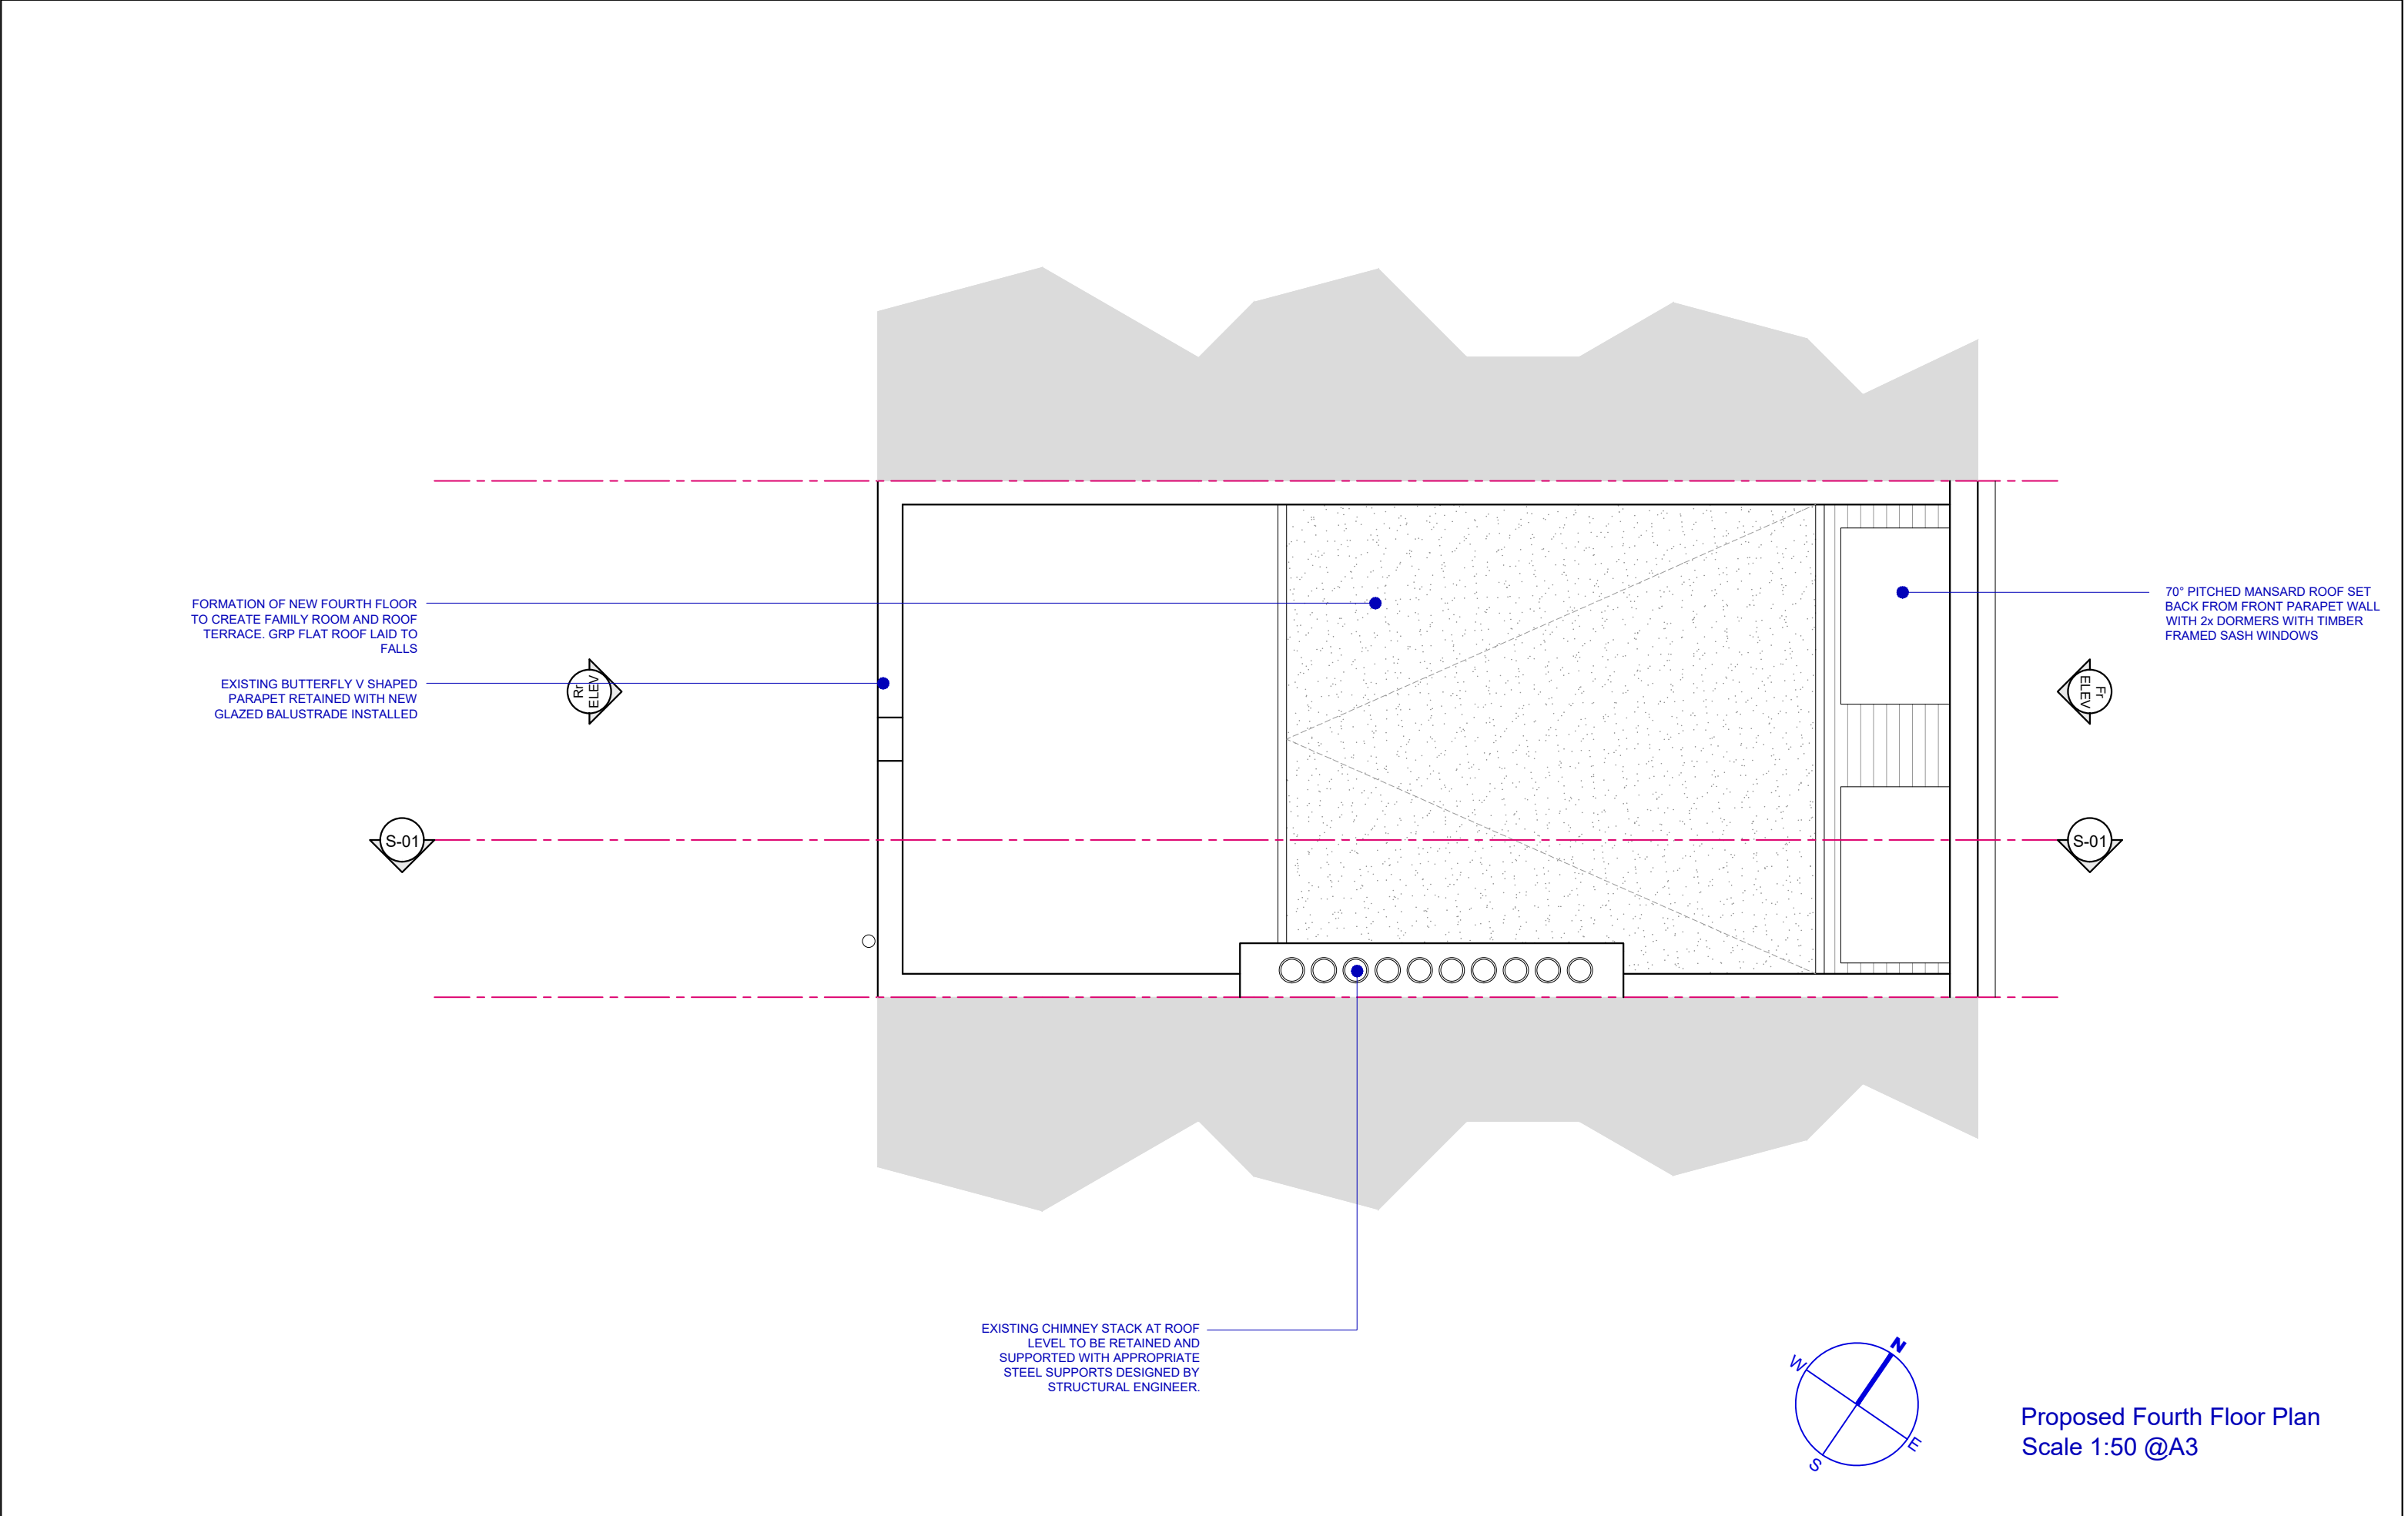 FORMATION OF NEW FOURTH FLOOR
TO CREATE FAMILY ROOM AND ROOF
TERRACE. GRP FLAT ROOF LAID TO
FALLS
EXISTING BUTTERFLY V SHAPED
PARAPET RETAINED WITH NEW
GLAZED BALUSTRADE INSTALLED
Rr
ELEV
S-01
70° PITCHED MANSARD ROOF SET
BACK FROM FRONT PARAPET WALL
WITH 2x DORMERS WITH TIMBER
FRAMED SASH WINDOWS
Fr
ELEV
S-01
EXISTING CHIMNEY STACK AT ROOF
LEVEL TO BE RETAINED AND
SUPPORTED WITH APPROPRIATE
STEEL SUPPORTS DESIGNED BY
STRUCTURAL ENGINEER.
N
W
E
S
Proposed Fourth Floor Plan
Scale 1:50 @A3